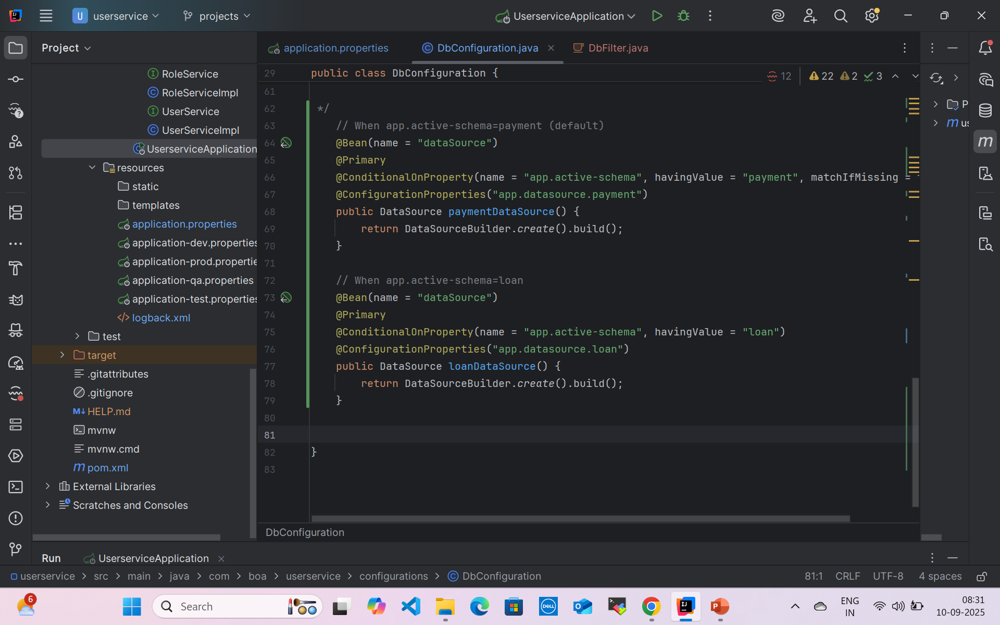 U userservice projects UserserviceApplication
Project
application.properties DbConfiguration.java DbFilter.java
29 public class DbConfiguration { 12 22 2 3
RoleService
RoleServiceImpl
UserService
UserServiceImpl
UserserviceApplication
resources
static
templates
application.properties
application-dev.properties
application-prod.propertie
application-qa.properties
application-test.properties
logback.xml
test
target
.gitattributes
.gitignore
HELP.md
mvnw
mvnw.cmd
pom.xml
External Libraries
Scratches and Consoles
61
62 */
63 // When app.active-schema=payment (default)
64 @Bean(name = "dataSource")
65 @Primary
66 @ConditionalOnProperty(name = "app.active-schema", havingValue = "payment", matchIfMissing =
67 @ConfigurationProperties("app.datasource.payment")
68 public DataSource paymentDataSource() {
69 return DataSourceBuilder.create().build();
70 }
71
72 // When app.active-schema=loan
73 @Bean(name = "dataSource")
74 @Primary
75 @ConditionalOnProperty(name = "app.active-schema", havingValue = "loan")
76 @ConfigurationProperties("app.datasource.loan")
77 public DataSource loanDataSource() {
78 return DataSourceBuilder.create().build();
79 }
80
81
82 }
83
DbConfiguration
P
us
Run UserserviceApplication
userservice > src > main > java > com > boa > userservice > configurations > DbConfiguration
81:1 CRLF UTF-8 4 spaces
6
Search
DELL
ENG
IN
08:31
10-09-2025